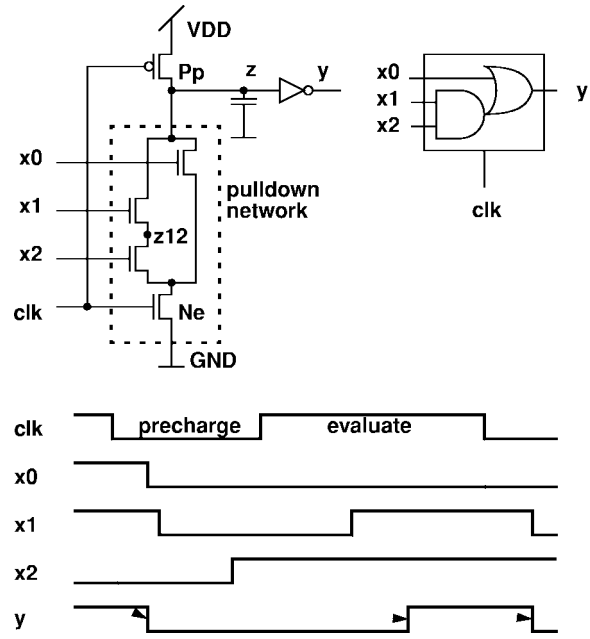 VDD
Pp
z
y
x0
x1
x2
y
clk
x0
pulldown
network
x1
z12
x2
clk
Ne
GND
clk
precharge
evaluate
x0
x1
x2
y